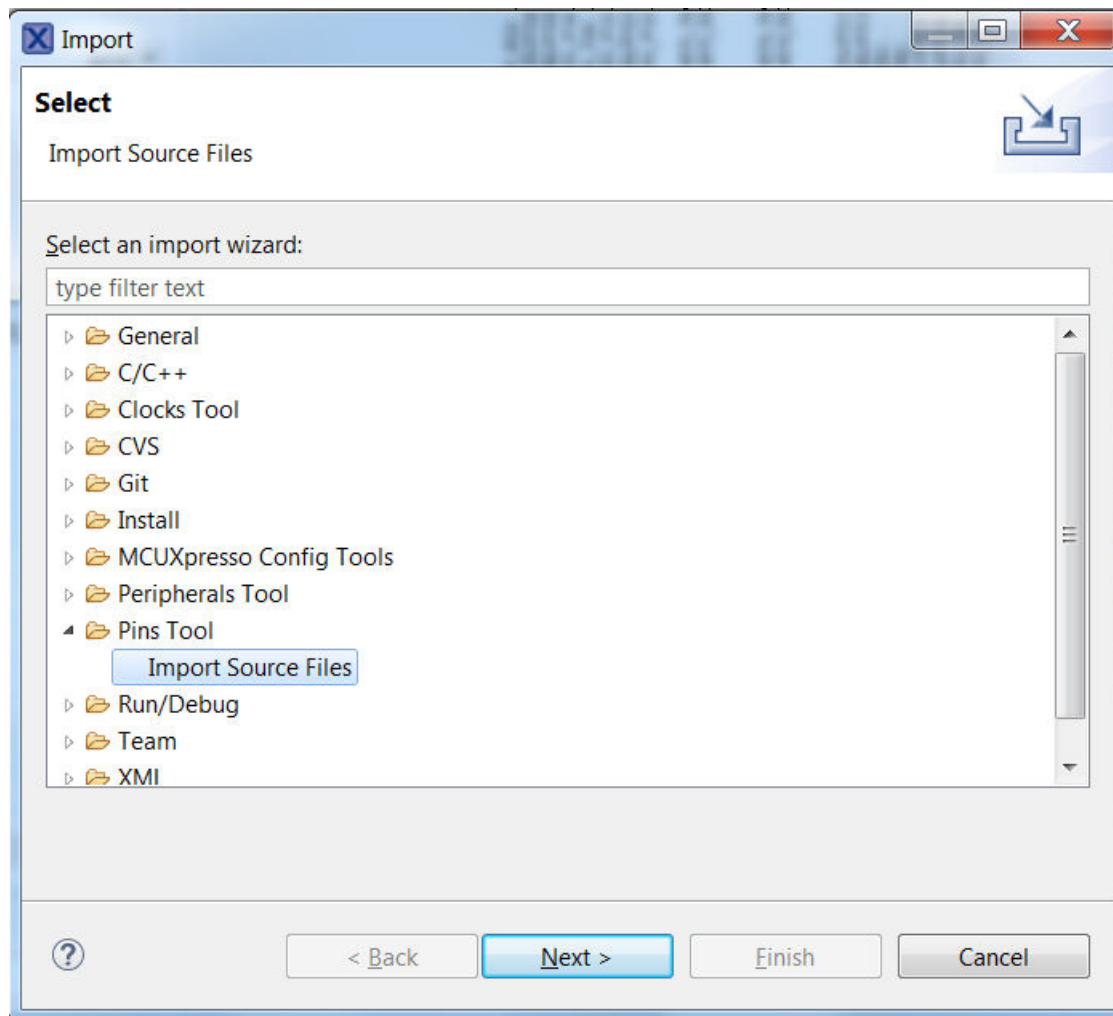 Import
Select
Import Source Files
Select an import wizard:
type filter text
General
C/C++
Clocks Tool
CVS
Git
Install
MCUXpresso Config Tools
Peripherals Tool
Pins Tool
Import Source Files
Run/Debug
Team
XML
? < Back Next > Finish Cancel